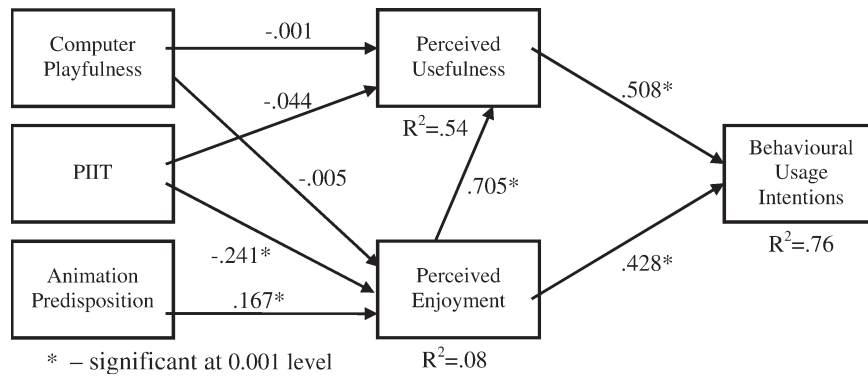 Computer
Playfulness
-.001
Perceived
Usefulness
R²=.54
-.044
.508*
PIIT
-.005
.705*
Behavioural
Usage
Intentions
R²=.76
-.241*
Animation
Predisposition
.167*
Perceived
Enjoyment
.428*
R²=.08
* – significant at 0.001 level